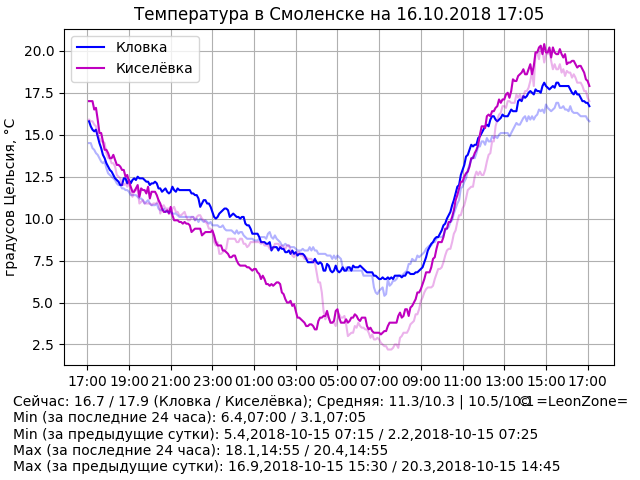 Температура в Смоленске на 16.10.2018 17:05
Кловка
Киселёвка
градусов Цельсия, °C
20.0
17.5
15.0
12.5
10.0
7.5
5.0
2.5
17:00 19:00 21:00 23:00 01:00 03:00 05:00 07:00 09:00 11:00 13:00 15:00 17:00
Сейчас: 16.7 / 17.9 (Кловка / Киселёвка); Средняя: 11.3/10.3 | 10.5/10.1 © =LeonZone=
Min (за последние 24 часа): 6.4,07:00 / 3.1,07:05
Min (за предыдущие сутки): 5.4,2018-10-15 07:15 / 2.2,2018-10-15 07:25
Max (за последние 24 часа): 18.1,14:55 / 20.4,14:55
Max (за предыдущие сутки): 16.9,2018-10-15 15:30 / 20.3,2018-10-15 14:45